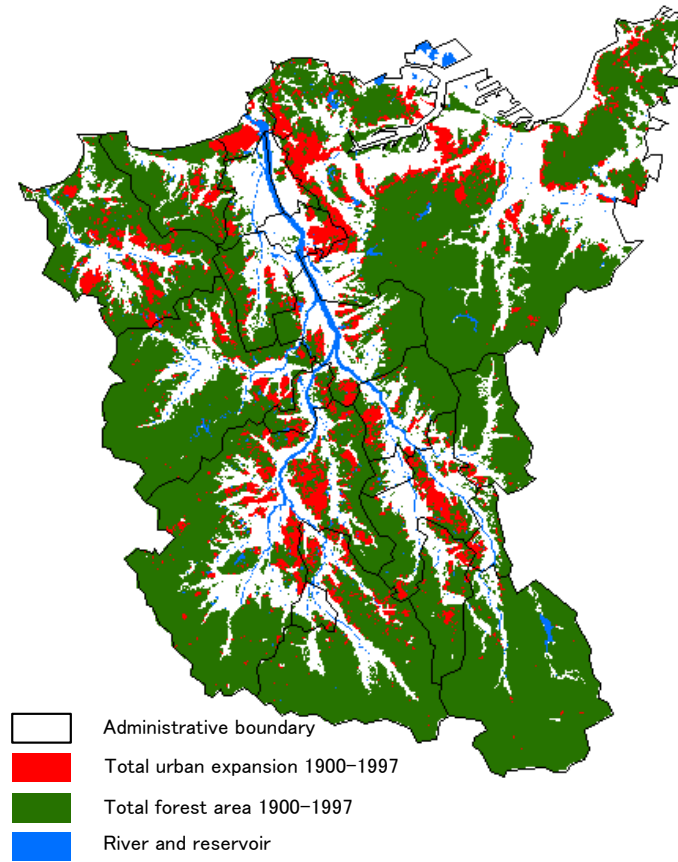 Administrative boundary
Total urban expansion 1900-1997
Total forest area 1900-1997
River and reservoir